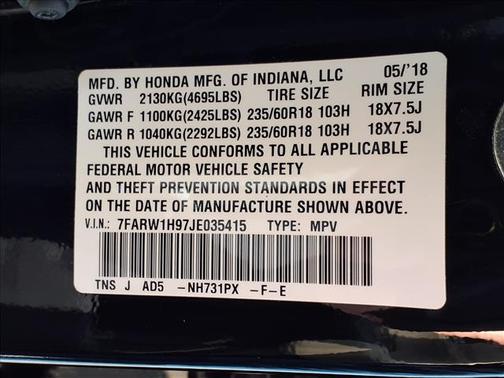 MFD. BY HONDA MFG. OF INDIANA, LLC 05/'18
GVWR 2130KG(4695LBS) TIRE SIZE RIM SIZE
GAWR F 1100KG(2425LBS) 235/60R18 103H 18X7.5J
GAWR R 1040KG(2292LBS) 235/60R18 103H 18X7.5J
THIS VEHICLE CONFORMS TO ALL APPLICABLE
FEDERAL MOTOR VEHICLE SAFETY
AND THEFT PREVENTION STANDARDS IN EFFECT
ON THE DATE OF MANUFACTURE SHOWN ABOVE.
V.I.N.: 7FARW1H97JE035415 TYPE: MPV
TNS J AD5 -NH731PX -F-E